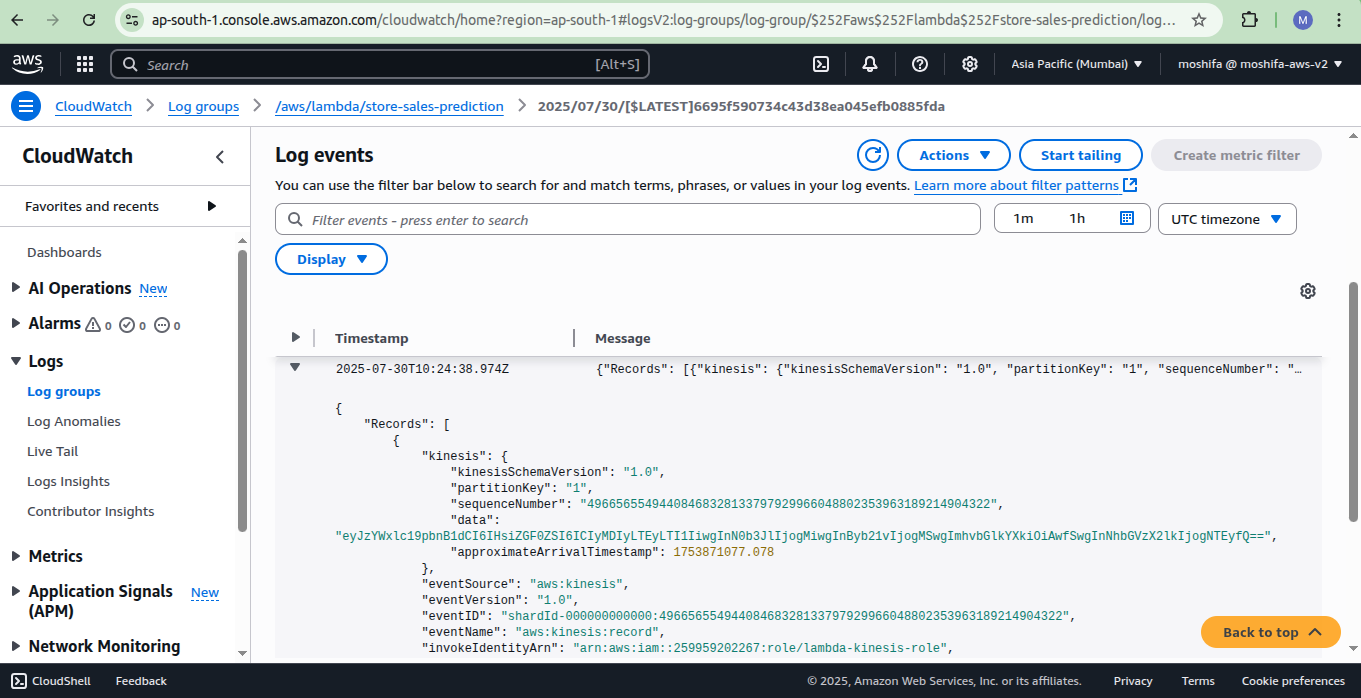 ap-south-1.console.aws.amazon.com/cloudwatch/home?region=ap-south-1#logsV2:log-groups/log-group/$252Faws$252Flambda$252Fstore-sales-prediction/log...
M
aws
Search
[Alt+S]
Asia Pacific (Mumbai)
moshifa @ moshifa-aws-v2
CloudWatch
Log groups
/aws/lambda/store-sales-prediction
2025/07/30/[$LATEST]6695f590734c43d38ea045efb0885fda
CloudWatch
Favorites and recents
Dashboards
AI Operations New
Alarms 0 0 0
Logs
Log groups
Log Anomalies
Live Tail
Logs Insights
Contributor Insights
Metrics
Application Signals New
(APM)
Network Monitoring
Log events
Actions
Start tailing
Create metric filter
You can use the filter bar below to search for and match terms, phrases, or values in your log events. Learn more about filter patterns
Filter events - press enter to search
1m
1h
UTC timezone
Display
Timestamp
Message
2025-07-30T10:24:38.974Z
{"Records": [{"kinesis": {"kinesisSchemaVersion": "1.0", "partitionKey": "1", "sequenceNumber": "…
{
"Records": [
{
"kinesis": {
"kinesisSchemaVersion": "1.0",
"partitionKey": "1",
"sequenceNumber": "49665655494408468328133797929966048802353963189214904322",
"data":
"eyJzYWxlc19pbnB1dCI6IHsiZGF0ZSI6ICIyMDIyLTEyLTI1IiwgInN0b3JlIjogMiwgInByb21vIjogMSwgImhvbGlkYXkiOiAwfSwgInNhbGVzX2lkIjogNTEyfQ==",
"approximateArrivalTimestamp": 1753871077.078
},
"eventSource": "aws:kinesis",
"eventVersion": "1.0",
"eventID": "shardId-000000000000:49665655494408468328133797929966048802353963189214904322",
"eventName": "aws:kinesis:record",
"invokeIdentityArn": "arn:aws:iam::259959202267:role/lambda-kinesis-role",
Back to top
CloudShell
Feedback
© 2025, Amazon Web Services, Inc. or its affiliates.
Privacy
Terms
Cookie preferences